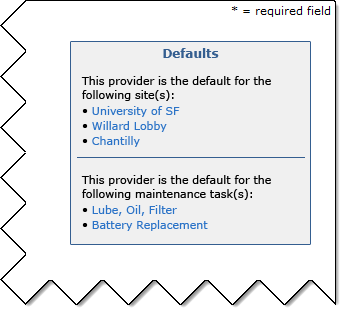 * = required field
Defaults
This provider is the default for the
following site(s):
• University of SF
• Willard Lobby
• Chantilly
This provider is the default for the
following maintenance task(s):
• Lube, Oil, Filter
• Battery Replacement